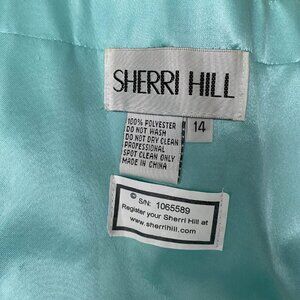 SHERRI HILL
100% POLYESTER
DO NOT WASH
DO NOT DRY CLEAN
PROFESSIONAL
SPOT CLEAN ONLY
MADE IN CHINA
14
© S/N: 1065589
Register your Sherri Hill at
www.sherrihill.com